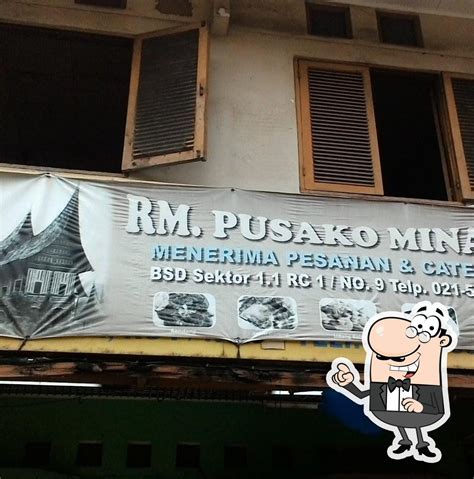 RM. PUSAKO MINA
MENERIMA PESANAN & CATE
BSD Sektor 1.1 RC 1 / NO. 9 Telp. 021-5